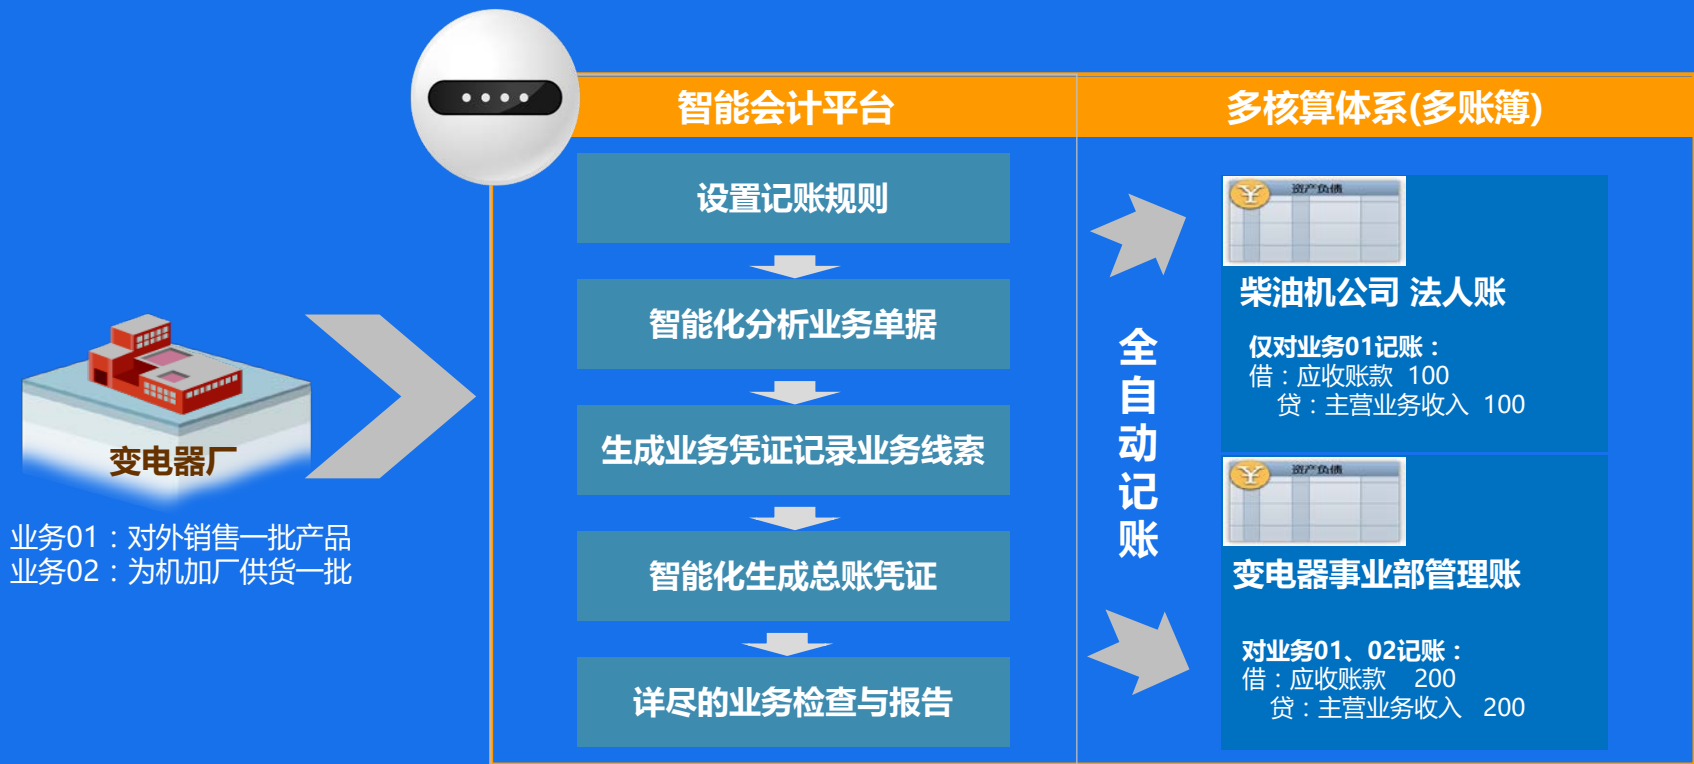 智能会计平台
多核算体系(多账簿)
设置记账规则
智能化分析业务单据
生成业务凭证记录业务线索
智能化生成总账凭证
详尽的业务检查与报告
变电器厂
业务01：对外销售一批产品
业务02：为机加厂供货一批
全自动记账
资产负债
柴油机公司 法人账
仅对业务01记账：
借：应收账款 100
贷：主营业务收入 100
资产负债
变电器事业部管理账
对业务01、02记账：
借：应收账款 200
贷：主营业务收入 200